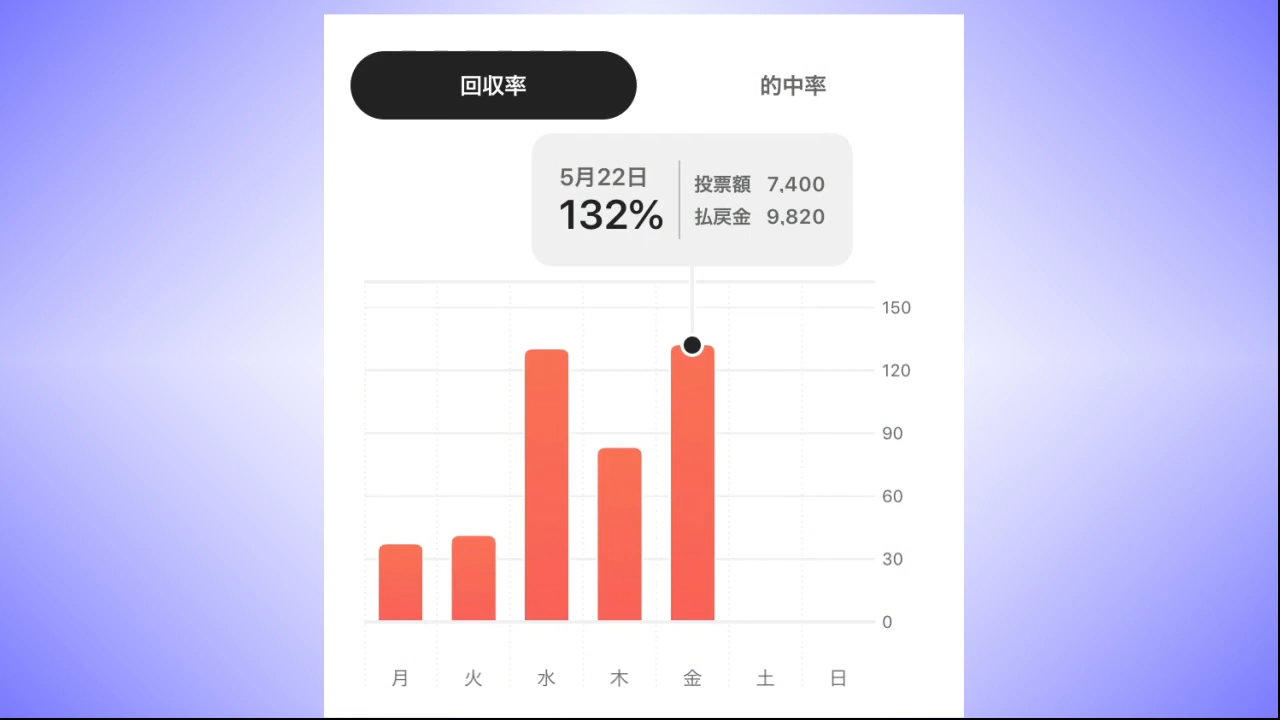 回収率
的中率
5月22日
132%
投票額 7,400
払戻金 9,820
150
120
90
60
30
0
月 火 水 木 金 土 日